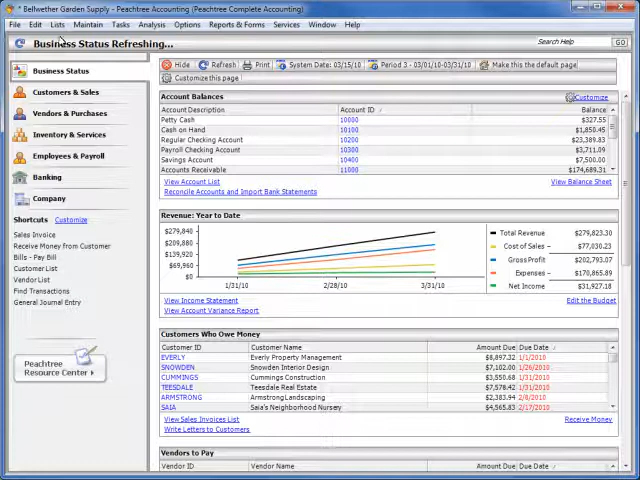 * Bellwether Garden Supply - Peachtree Accounting (Peachtree Complete Accounting)
File Edit Lists Maintain Tasks Analysis Options Reports & Forms Services Window Help
Business Status Refreshing...
Search Help
GO
Business Status
Customers & Sales
Vendors & Purchases
Inventory & Services
Employees & Payroll
Banking
Company
Shortcuts Customize
Sales Invoice
Receive Money from Customer
Bills - Pay Bill
Customer List
Vendor List
Find Transactions
General Journal Entry
Peachtree
Resource Center
Hide Refresh Print System Date: 03/15/10 Period 3 - 03/01/10-03/31/10 Make this the default page
Customize this page
Account Balances Customize
Account Description Account ID Balance
Petty Cash 10000 $327.55
Cash on Hand 10100 $1,850.45
Regular Checking Account 10200 $23,389.83
Payroll Checking Account 10300 $3,711.09
Savings Account 10400 $7,500.00
Accounts Receivable 11000 $174,689.31
View Account List View Balance Sheet
Reconcile Accounts and Import Bank Statements
Revenue: Year to Date
$279,840
$209,880
$139,920
$69,960
$0
1/31/10 2/28/10 3/31/10
Total Revenue $279,823.30
Cost of Sales $77,030.23
Gross Profit $202,793.07
Expenses $170,865.89
Net Income $31,927.18
View Income Statement Edit the Budget
View Account Variance Report
Customers Who Owe Money
Customer ID Customer Name Amount Due Due Date
EVERLY Everly Property Management $8,897.32 1/1/2010
SNOWDEN Snowden Interior Design $7,102.00 1/26/2010
CUMMINGS Cummings Construction $3,550.68 1/31/2010
TEESDALE Teesdale Real Estate $7,578.42 1/31/2010
ARMSTRONG Armstrong Landscaping $2,383.94 2/8/2010
SAIA Saia's Neighborhood Nursery $4,565.83 2/17/2010
View Sales Invoices List Receive Money
Write Letters to Customers
Vendors to Pay
Vendor ID Vendor Name Amount Due Due Date